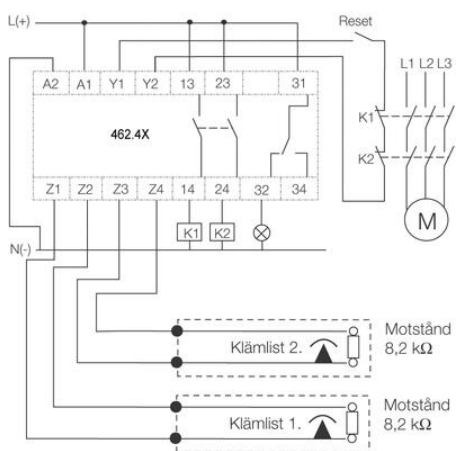 L(+)
Reset
A2 A1 Y1 Y2 13 23 31
L1 L2 L3
462.4X
K1
K2
Z1 Z2 Z3 Z4 14 24 32 34
K1 K2
M
N(-)
Klämlist 2.
Motstånd
8,2 kΩ
Klämlist 1.
Motstånd
8,2 kΩ